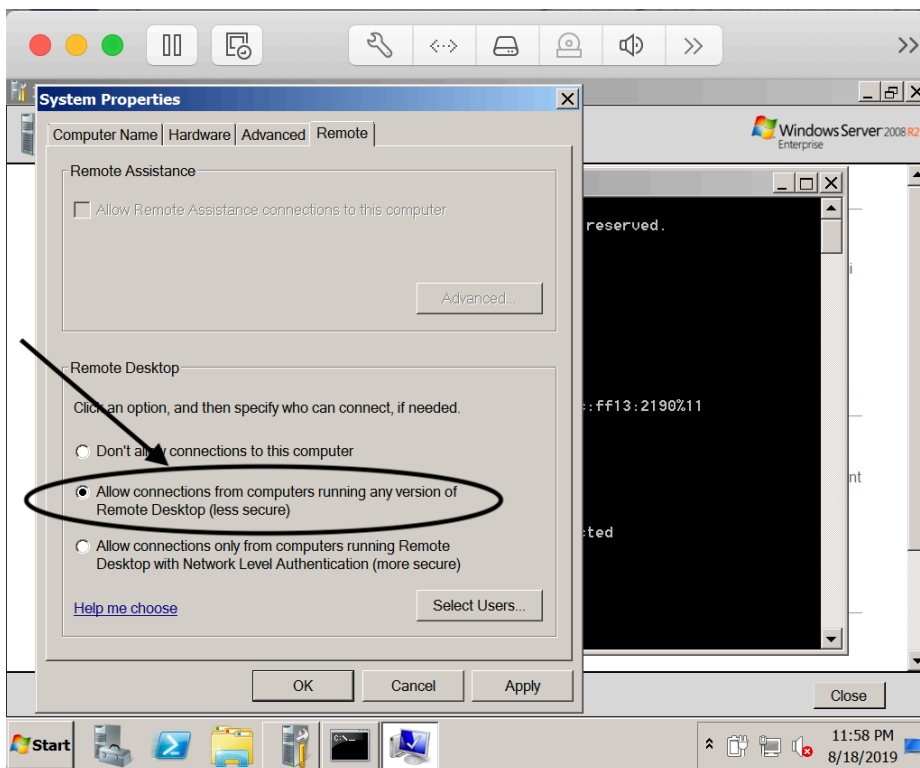 System Properties
Windows Server 2008 R2
Enterprise
Computer Name Hardware Advanced Remote
Remote Assistance
Allow Remote Assistance connections to this computer
reserved.
Advanced...
Remote Desktop
:ff13:2190%11
Click an option, and then specify who can connect, if needed.
Don't allow connections to this computer
nt
Allow connections from computers running any version of
Remote Desktop (less secure)
cted
Allow connections only from computers running Remote
Desktop with Network Level Authentication (more secure)
Help me choose
Select Users...
OK Cancel Apply
Close
Start
11:58 PM
8/18/2019